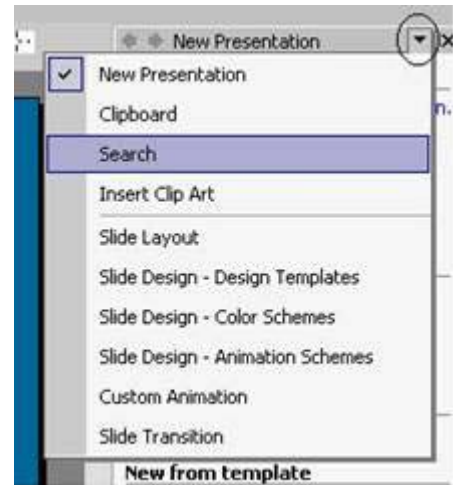 New Presentation
New Presentation
n.
Clipboard
Search
Insert Clip Art
Slide Layout
Slide Design - Design Templates
Slide Design - Color Schemes
Slide Design - Animation Schemes
Custom Animation
Slide Transition
New from template